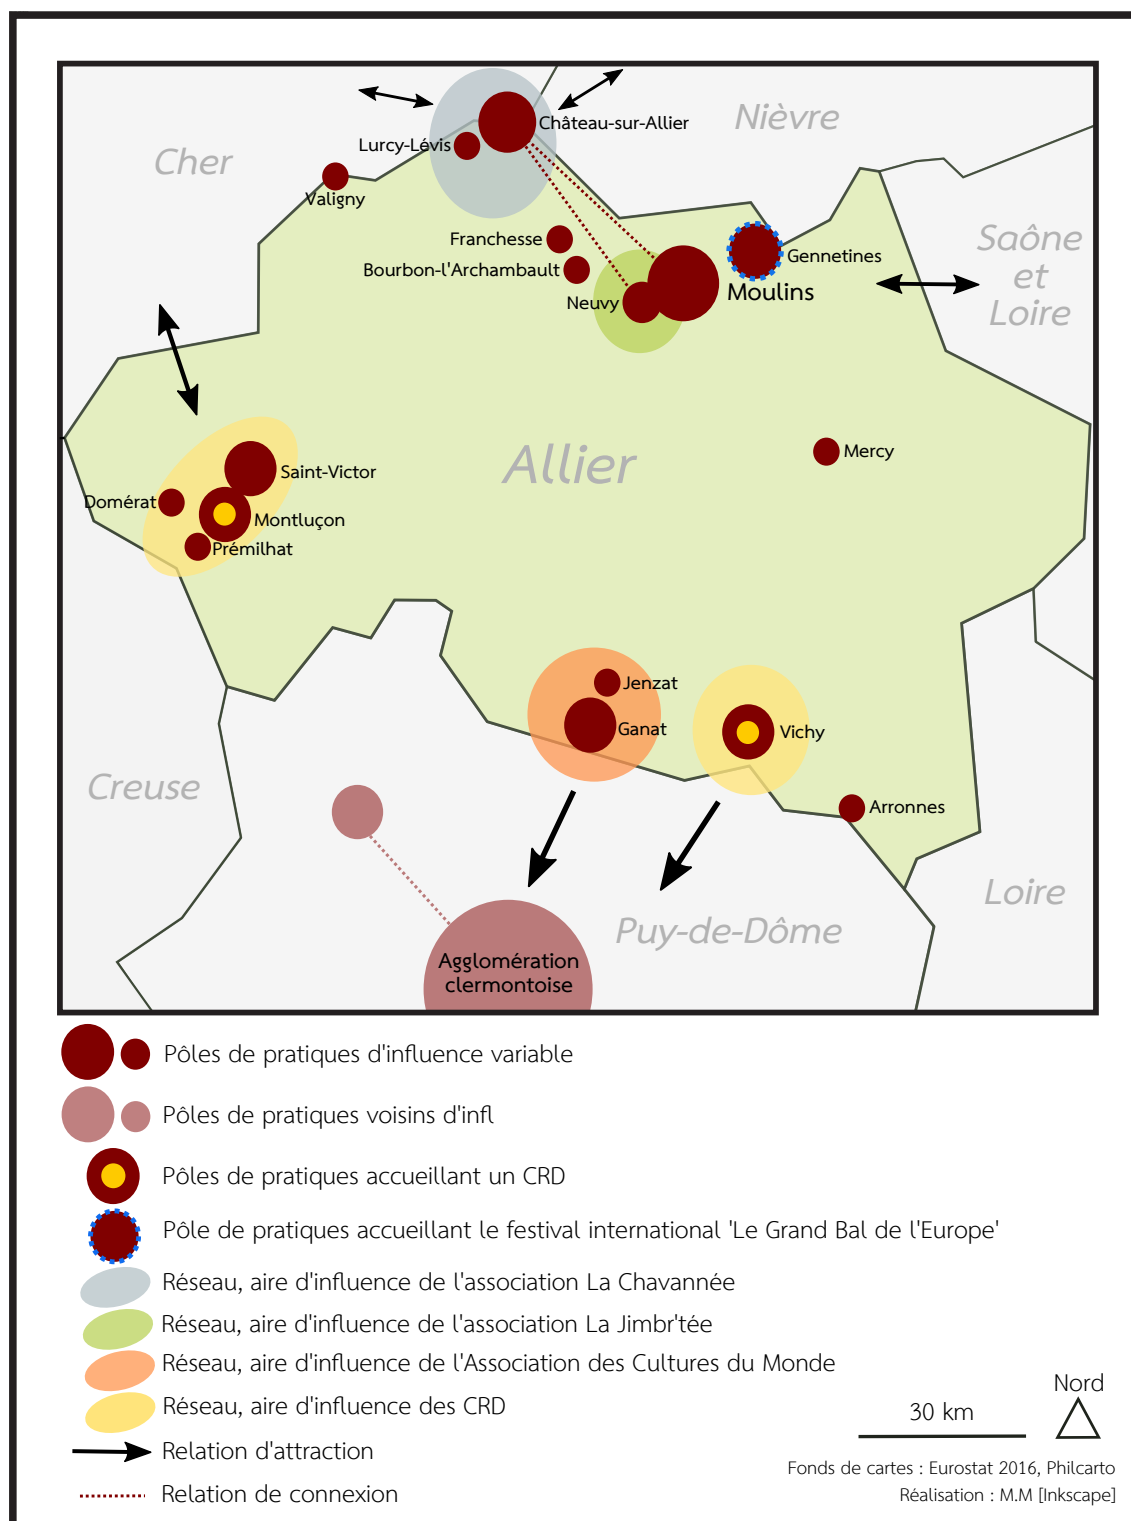 Nièvre
Château-sur-Allier
Cher
Lurcy-Lévis
Valigny
Franchesse
Saône
et
Loire
Gennetines
Bourbon-l'Archambault
Moulins
Neuvy
Allier
Mercy
Saint-Victor
Domérat
Montluçon
Prémilhat
Jenzat
Ganat
Vichy
Creuse
Arronnes
Loire
Puy-de-Dôme
Agglomération
clermontoise
Pôles de pratiques d'influence variable
Pôles de pratiques voisins d'infl
Pôles de pratiques accueillant un CRD
Pôle de pratiques accueillant le festival international 'Le Grand Bal de l'Europe'
Réseau, aire d'influence de l'association La Chavannée
Réseau, aire d'influence de l'association La Jimbr'tée
Réseau, aire d'influence de l'Association des Cultures du Monde
Réseau, aire d'influence des CRD
Relation d'attraction
Relation de connexion
Nord
30 km
Fonds de cartes : Eurostat 2016, Philcarto
Réalisation : M.M [Inkscape]